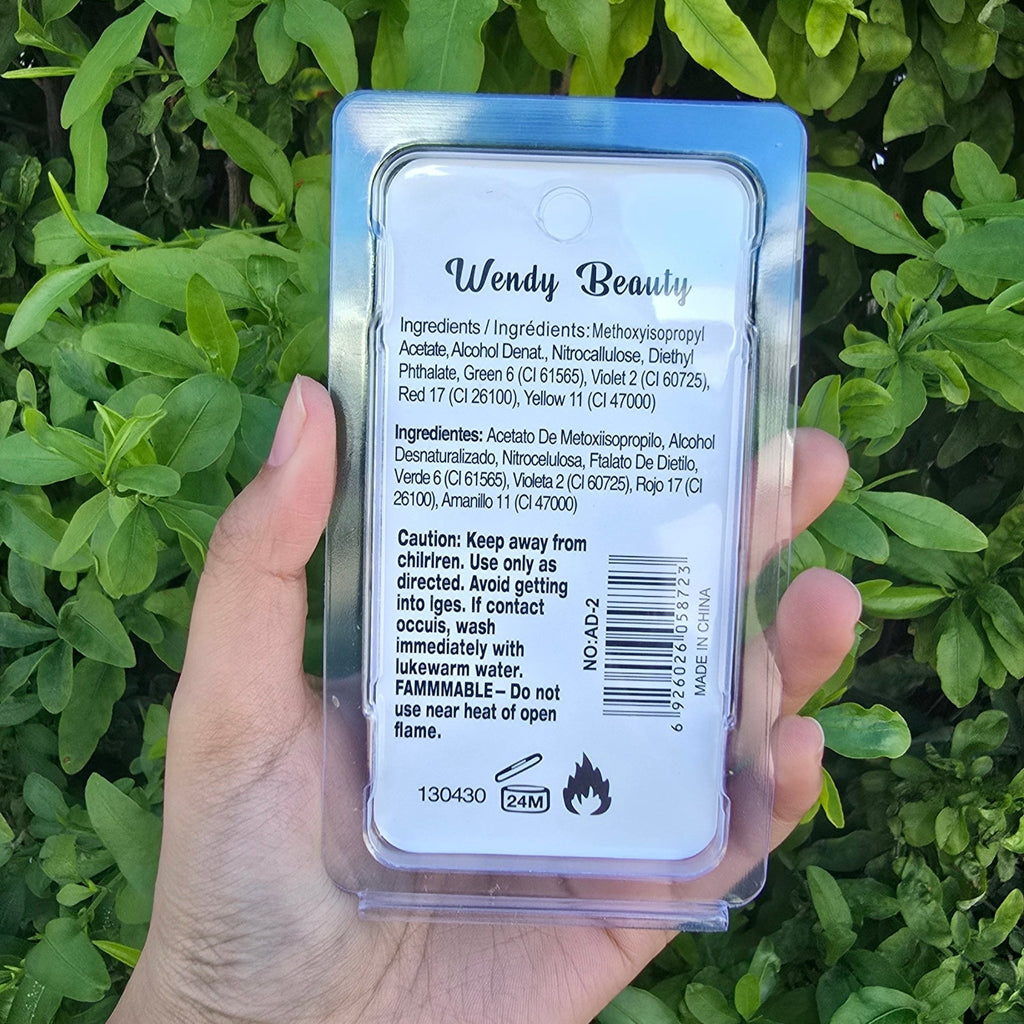 Wendy Beauty
Ingredients / Ingrédients: Methoxyisopropyl
Acetate, Alcohol Denat., Nitrocallulose, Diethyl
Phthalate, Green 6 (CI 61565), Violet 2 (CI 60725),
Red 17 (CI 26100), Yellow 11 (CI 47000)
Ingredientes: Acetato De Metoxiisopropilo, Alcohol
Desnaturalizado, Nitrocelulosa, Ftalato De Dietilo,
Verde 6 (CI 61565), Violeta 2 (CI 60725), Rojo 17 (CI
26100), Amanillo 11 (CI 47000)
Caution: Keep away from
chilrlren. Use only as
directed. Avoid getting
into lges. If contact
occuis, wash
immediately with
lukewarm water.
FAMMMABLE – Do not
use near heat of open
flame.
NO:AD-2
6 926026 058723
MADE IN CHINA
130430
24M